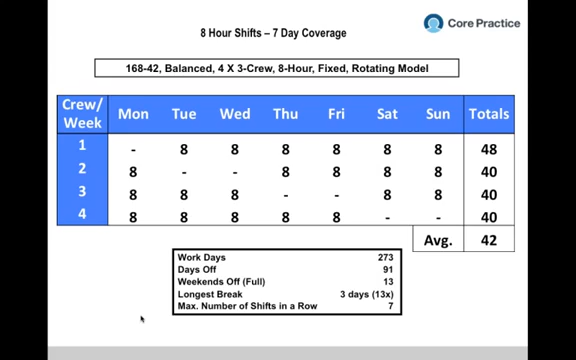 Core Practice
8 Hour Shifts – 7 Day Coverage
168-42, Balanced, 4 X 3-Crew, 8-Hour, Fixed, Rotating Model
Crew/ Week Mon Tue Wed Thu Fri Sat Sun Totals
1 - 8 8 8 8 8 8 48
2 8 - - 8 8 8 8 40
3 8 8 8 - - 8 8 40
4 8 8 8 8 8 - - 40
Avg. 42
Work Days 273
Days Off 91
Weekends Off (Full) 13
Longest Break 3 days (13x)
Max. Number of Shifts in a Row 7